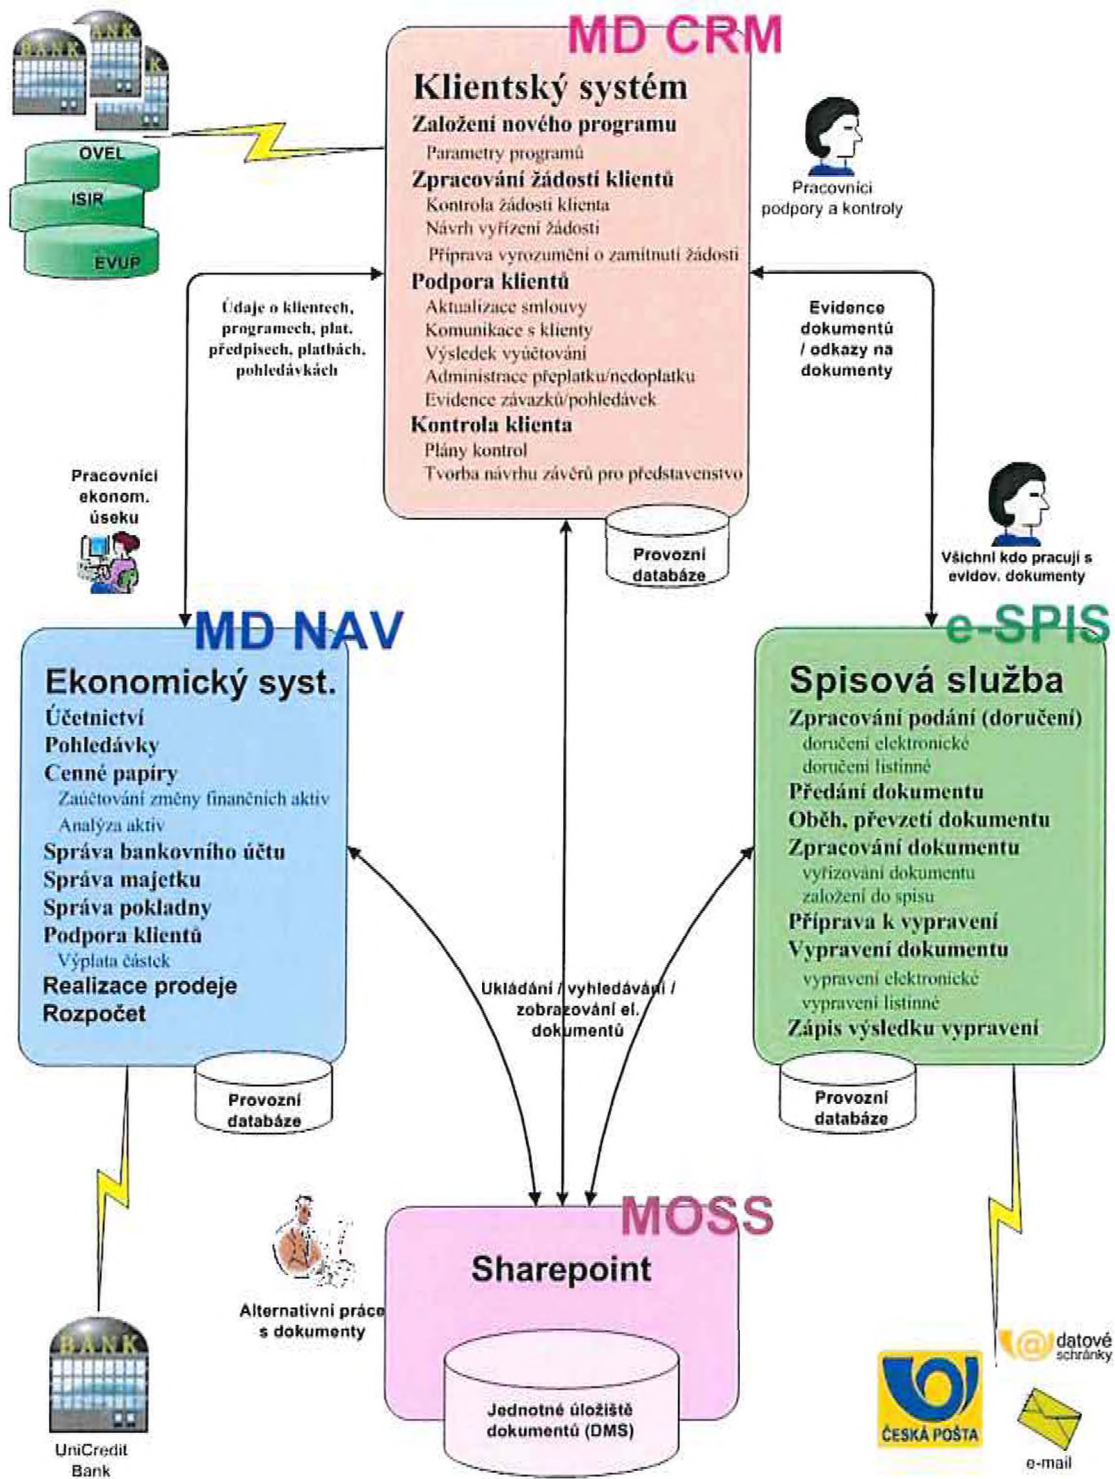 BANK
ANK
K
OVEL
ISIR
EVUP
MD CRM
Klientský systém
Založení nového programu
Parametry programů
Zpracování žádostí klientů
Kontrola žádosti klienta
Návrh vyřízení žádosti
Příprava vyrozumění o zamítnutí žádosti
Podpora klientů
Aktualizace smlouvy
Komunikace s klienty
Výsledek vyúčtování
Administrace přeplatku/nedoplatku
Evidence závazků/pohledávek
Kontrola klienta
Plány kontrol
Tvorba návrhu závěrů pro představenstvo
Provozní
databáze
Pracovníci
podpory a kontroly
Údaje o klientech,
programech, plat.
předpisech, platbách,
pohledávkách
Evidence
dokumentů
/ odkazy na
dokumenty
Pracovníci
ekonom.
úseku
Všichni kdo pracují s
evidov. dokumenty
MD NAV
Ekonomický syst.
Účetnictví
Pohledávky
Cenné papíry
Zaúčtování změny finančních aktiv
Analýza aktiv
Správa bankovního účtu
Správa majetku
Správa pokladny
Podpora klientů
Výplata částek
Realizace prodeje
Rozpočet
Provozní
databáze
e-SPIS
Spisová služba
Zpracování podání (doručení)
doručení elektronické
doručení listinné
Předání dokumentu
Oběh, převzetí dokumentu
Zpracování dokumentu
vyřizování dokumentu
založení do spisu
Příprava k vypravení
Vypravení dokumentu
vypravení elektronické
vypravení listinné
Zápis výsledku vypravení
Provozní
databáze
Ukládání / vyhledávání /
zobrazování el.
dokumentů
MOSS
Sharepoint
Jednotné úložiště
dokumentů (DMS)
Alternativní práce
s dokumenty
BANK
UniCredit
Bank
ČESKÁ POŠTA
@ datové
schránky
e-mail